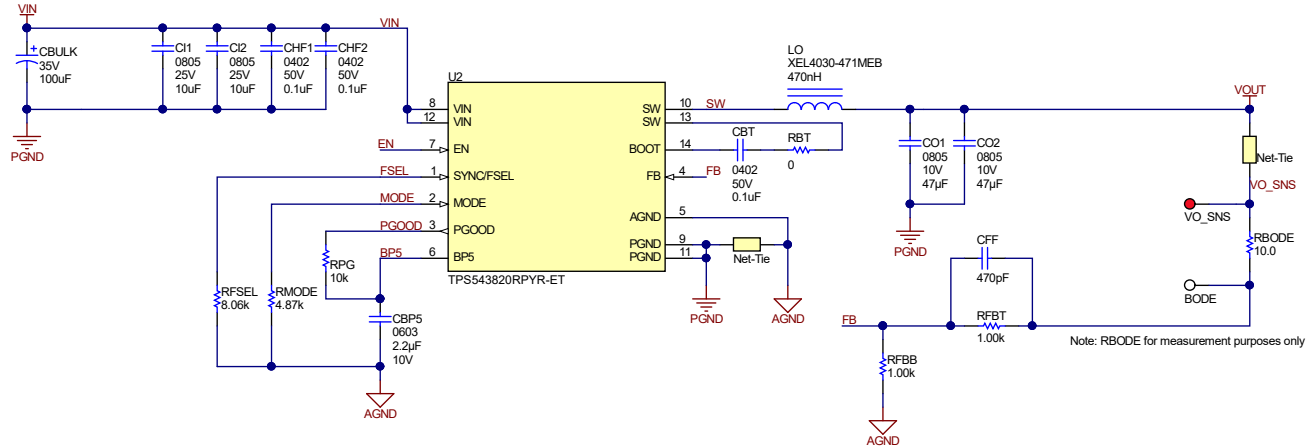 VIN
VIN
CBULK
35V
100uF
CI1
0805
25V
10uF
CI2
0805
25V
10uF
CHF1
0402
50V
0.1uF
CHF2
0402
50V
0.1uF
PGND
U2
8 VIN
12 VIN
EN 7 EN
FSEL 1 SYNC/FSEL
MODE 2 MODE
PGOOD 3 PGOOD
BP5 6 BP5
SW 10 SW
SW 13
BOOT 14
FB 4 FB
AGND 5
PGND 9
PGND 11
TPS543820RPYR-ET
RPG
10k
RFSEL
8.06k
RMODE
4.87k
CBP5
0603
2.2µF
10V
AGND
Net-Tie
PGND
AGND
LO
XEL4030-471MEB
470nH
CBT
0402
50V
0.1uF
RBT
0
CO1
0805
10V
47µF
CO2
0805
10V
47µF
PGND
VOUT
Net-Tie
VO_SNS
VO_SNS
RBODE
10.0
BODE
CFF
470pF
FB
RFBT
1.00k
Note: RBODE for measurement purposes only
RFBB
1.00k
AGND